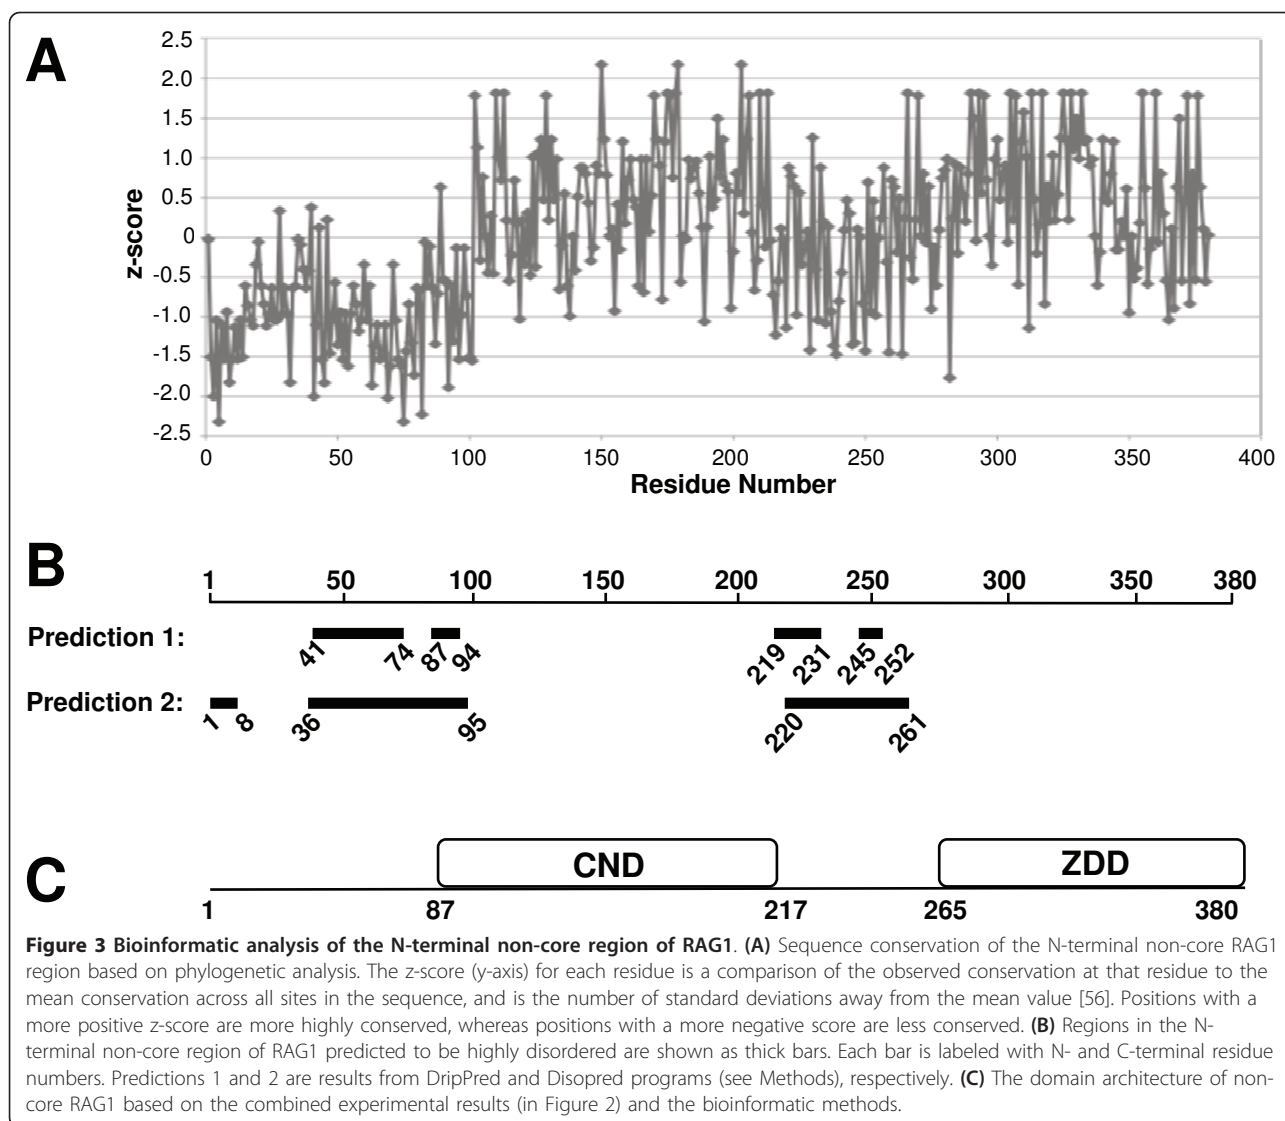 A
2.5
2.0
1.5
1.0
0.5
0
-0.5
-1.0
-1.5
-2.0
-2.5
z-score
0 50 100 150 200 250 300 350 400
Residue Number
B
1 50 100 150 200 250 300 350 380
Prediction 1:
41 74 87 94 219 231 245 252
Prediction 2:
1 8 36 95 220 261
C
CND ZDD
1 87 217 265 380
Figure 3 Bioinformatic analysis of the N-terminal non-core region of RAG1. (A) Sequence conservation of the N-terminal non-core RAG1
region based on phylogenetic analysis. The z-score (y-axis) for each residue is a comparison of the observed conservation at that residue to the
mean conservation across all sites in the sequence, and is the number of standard deviations away from the mean value [56]. Positions with a
more positive z-score are more highly conserved, whereas positions with a more negative score are less conserved. (B) Regions in the N-
terminal non-core region of RAG1 predicted to be highly disordered are shown as thick bars. Each bar is labeled with N- and C-terminal residue
numbers. Predictions 1 and 2 are results from DripPred and Disopred programs (see Methods), respectively. (C) The domain architecture of non-
core RAG1 based on the combined experimental results (in Figure 2) and the bioinformatic methods.